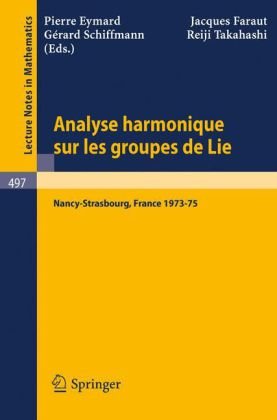 Pierre Eymard Jacques Faraut
Gérard Schiffmann Reiji Takahashi
(Eds.)
Lecture Notes in Mathematics
Analyse harmonique
sur les groupes de Lie
497
Nancy-Strasbourg, France 1973-75
Springer